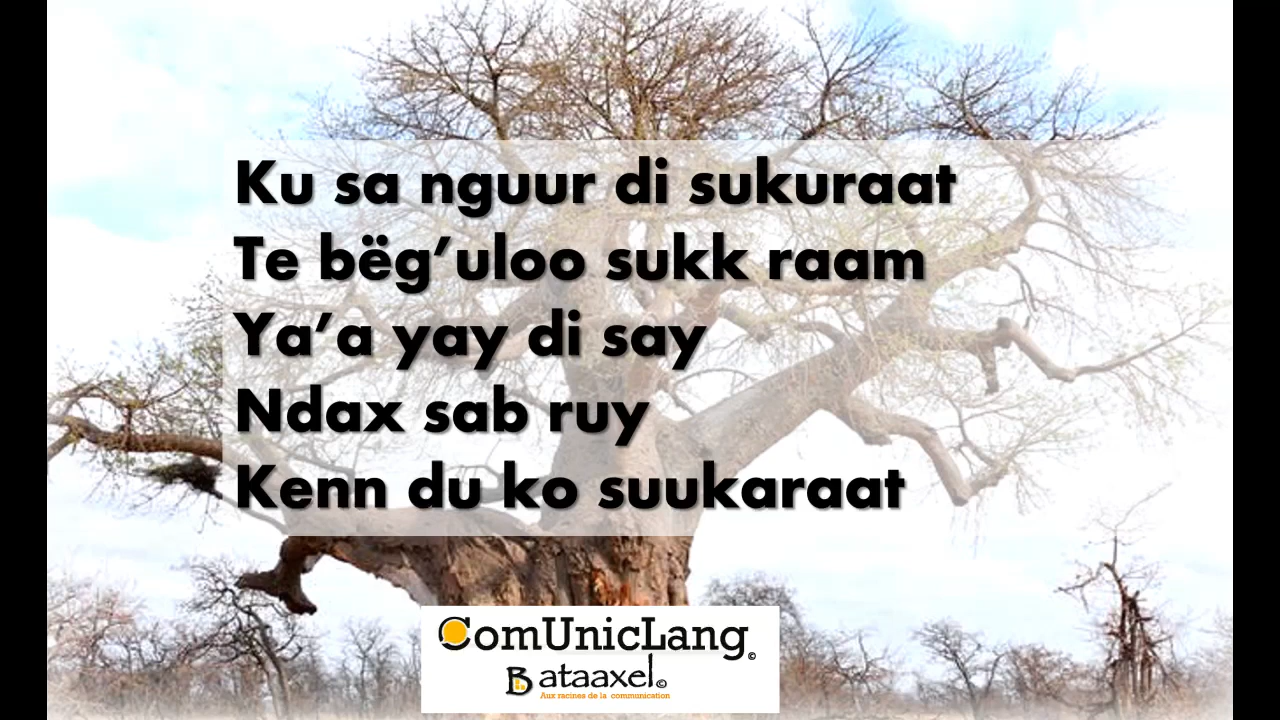 Ku sa nguur di sukuraat
Te bëg’uloo sukk raam
Ya’a yay di say
Ndax sab ruy
Kenn du ko suukaraat
ComUnicLang©
Bataaxel©
Aux racines de la communication